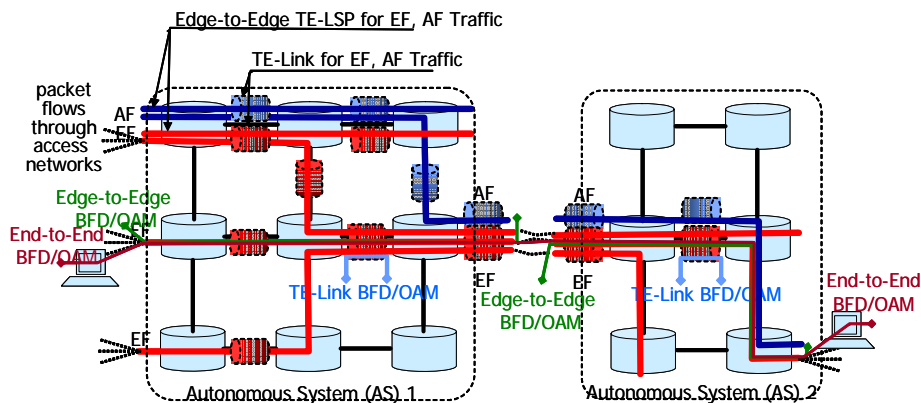 Edge-to-Edge TE-LSP for EF, AF Traffic
TE-Link for EF, AF Traffic
packet
flows
through
access
networks
AF
EF
Edge-to-Edge
BFD/OAM
End-to-End
BFD/OAM
EF
AF
EF
TE-Link BFD/OAM
Edge-to-Edge
BFD/OAM
AF
EF
TE-Link BFD/OAM
End-to-End
BFD/OAM
EF
Autonomous System (AS) 1
Autonomous System (AS) 2